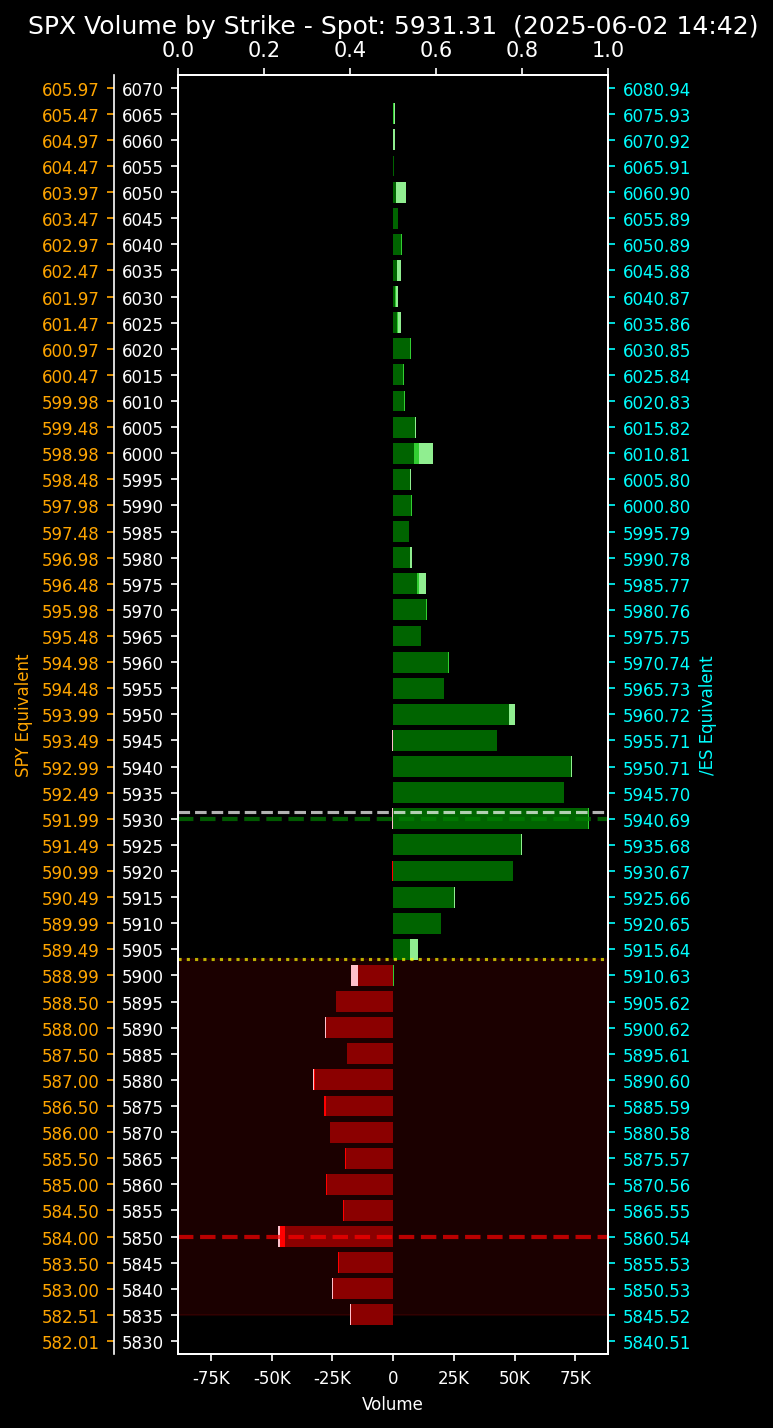 SPX Volume by Strike - Spot: 5931.31 (2025-06-02 14:42)
0.0 0.2 0.4 0.6 0.8 1.0
605.97 6070 6080.94
605.47 6065 6075.93
604.97 6060 6070.92
604.47 6055 6065.91
603.97 6050 6060.90
603.47 6045 6055.89
602.97 6040 6050.89
602.47 6035 6045.88
601.97 6030 6040.87
601.47 6025 6035.86
600.97 6020 6030.85
600.47 6015 6025.84
599.98 6010 6020.83
599.48 6005 6015.82
598.98 6000 6010.81
598.48 5995 6005.80
597.98 5990 6000.80
597.48 5985 5995.79
596.98 5980 5990.78
596.48 5975 5985.77
595.98 5970 5980.76
595.48 5965 5975.75
594.98 5960 5970.74
594.48 5955 5965.73
593.99 5950 5960.72
593.49 5945 5955.71
592.99 5940 5950.71
592.49 5935 5945.70
591.99 5930 5940.69
591.49 5925 5935.68
590.99 5920 5930.67
590.49 5915 5925.66
589.99 5910 5920.65
589.49 5905 5915.64
588.99 5900 5910.63
588.50 5895 5905.62
588.00 5890 5900.62
587.50 5885 5895.61
587.00 5880 5890.60
586.50 5875 5885.59
586.00 5870 5880.58
585.50 5865 5875.57
585.00 5860 5870.56
584.50 5855 5865.55
584.00 5850 5860.54
583.50 5845 5855.53
583.00 5840 5850.53
582.51 5835 5845.52
582.01 5830 5840.51
SPY Equivalent
/ES Equivalent
-75K -50K -25K 0 25K 50K 75K
Volume